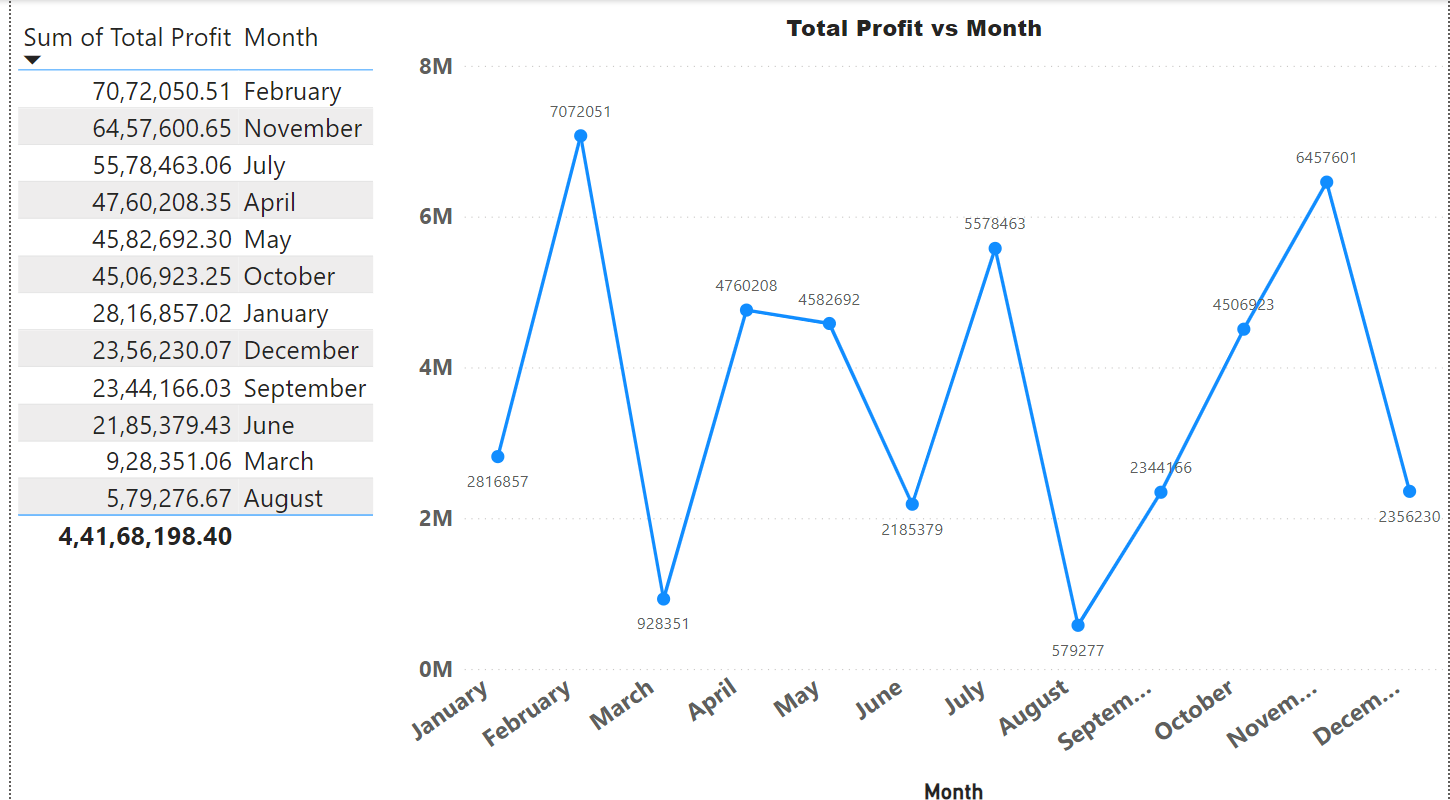 Sum of Total Profit Month
70,72,050.51 February
64,57,600.65 November
55,78,463.06 July
47,60,208.35 April
45,82,692.30 May
45,06,923.25 October
28,16,857.02 January
23,56,230.07 December
23,44,166.03 September
21,85,379.43 June
9,28,351.06 March
5,79,276.67 August
4,41,68,198.40
Total Profit vs Month
8M
6M
4M
2M
0M
2816857
7072051
928351
4760208
4582692
2185379
5578463
579277
2344166
4506923
6457601
2356230
January
February
March
April
May
June
July
August
Septem...
October
Novem...
Decem...
Month